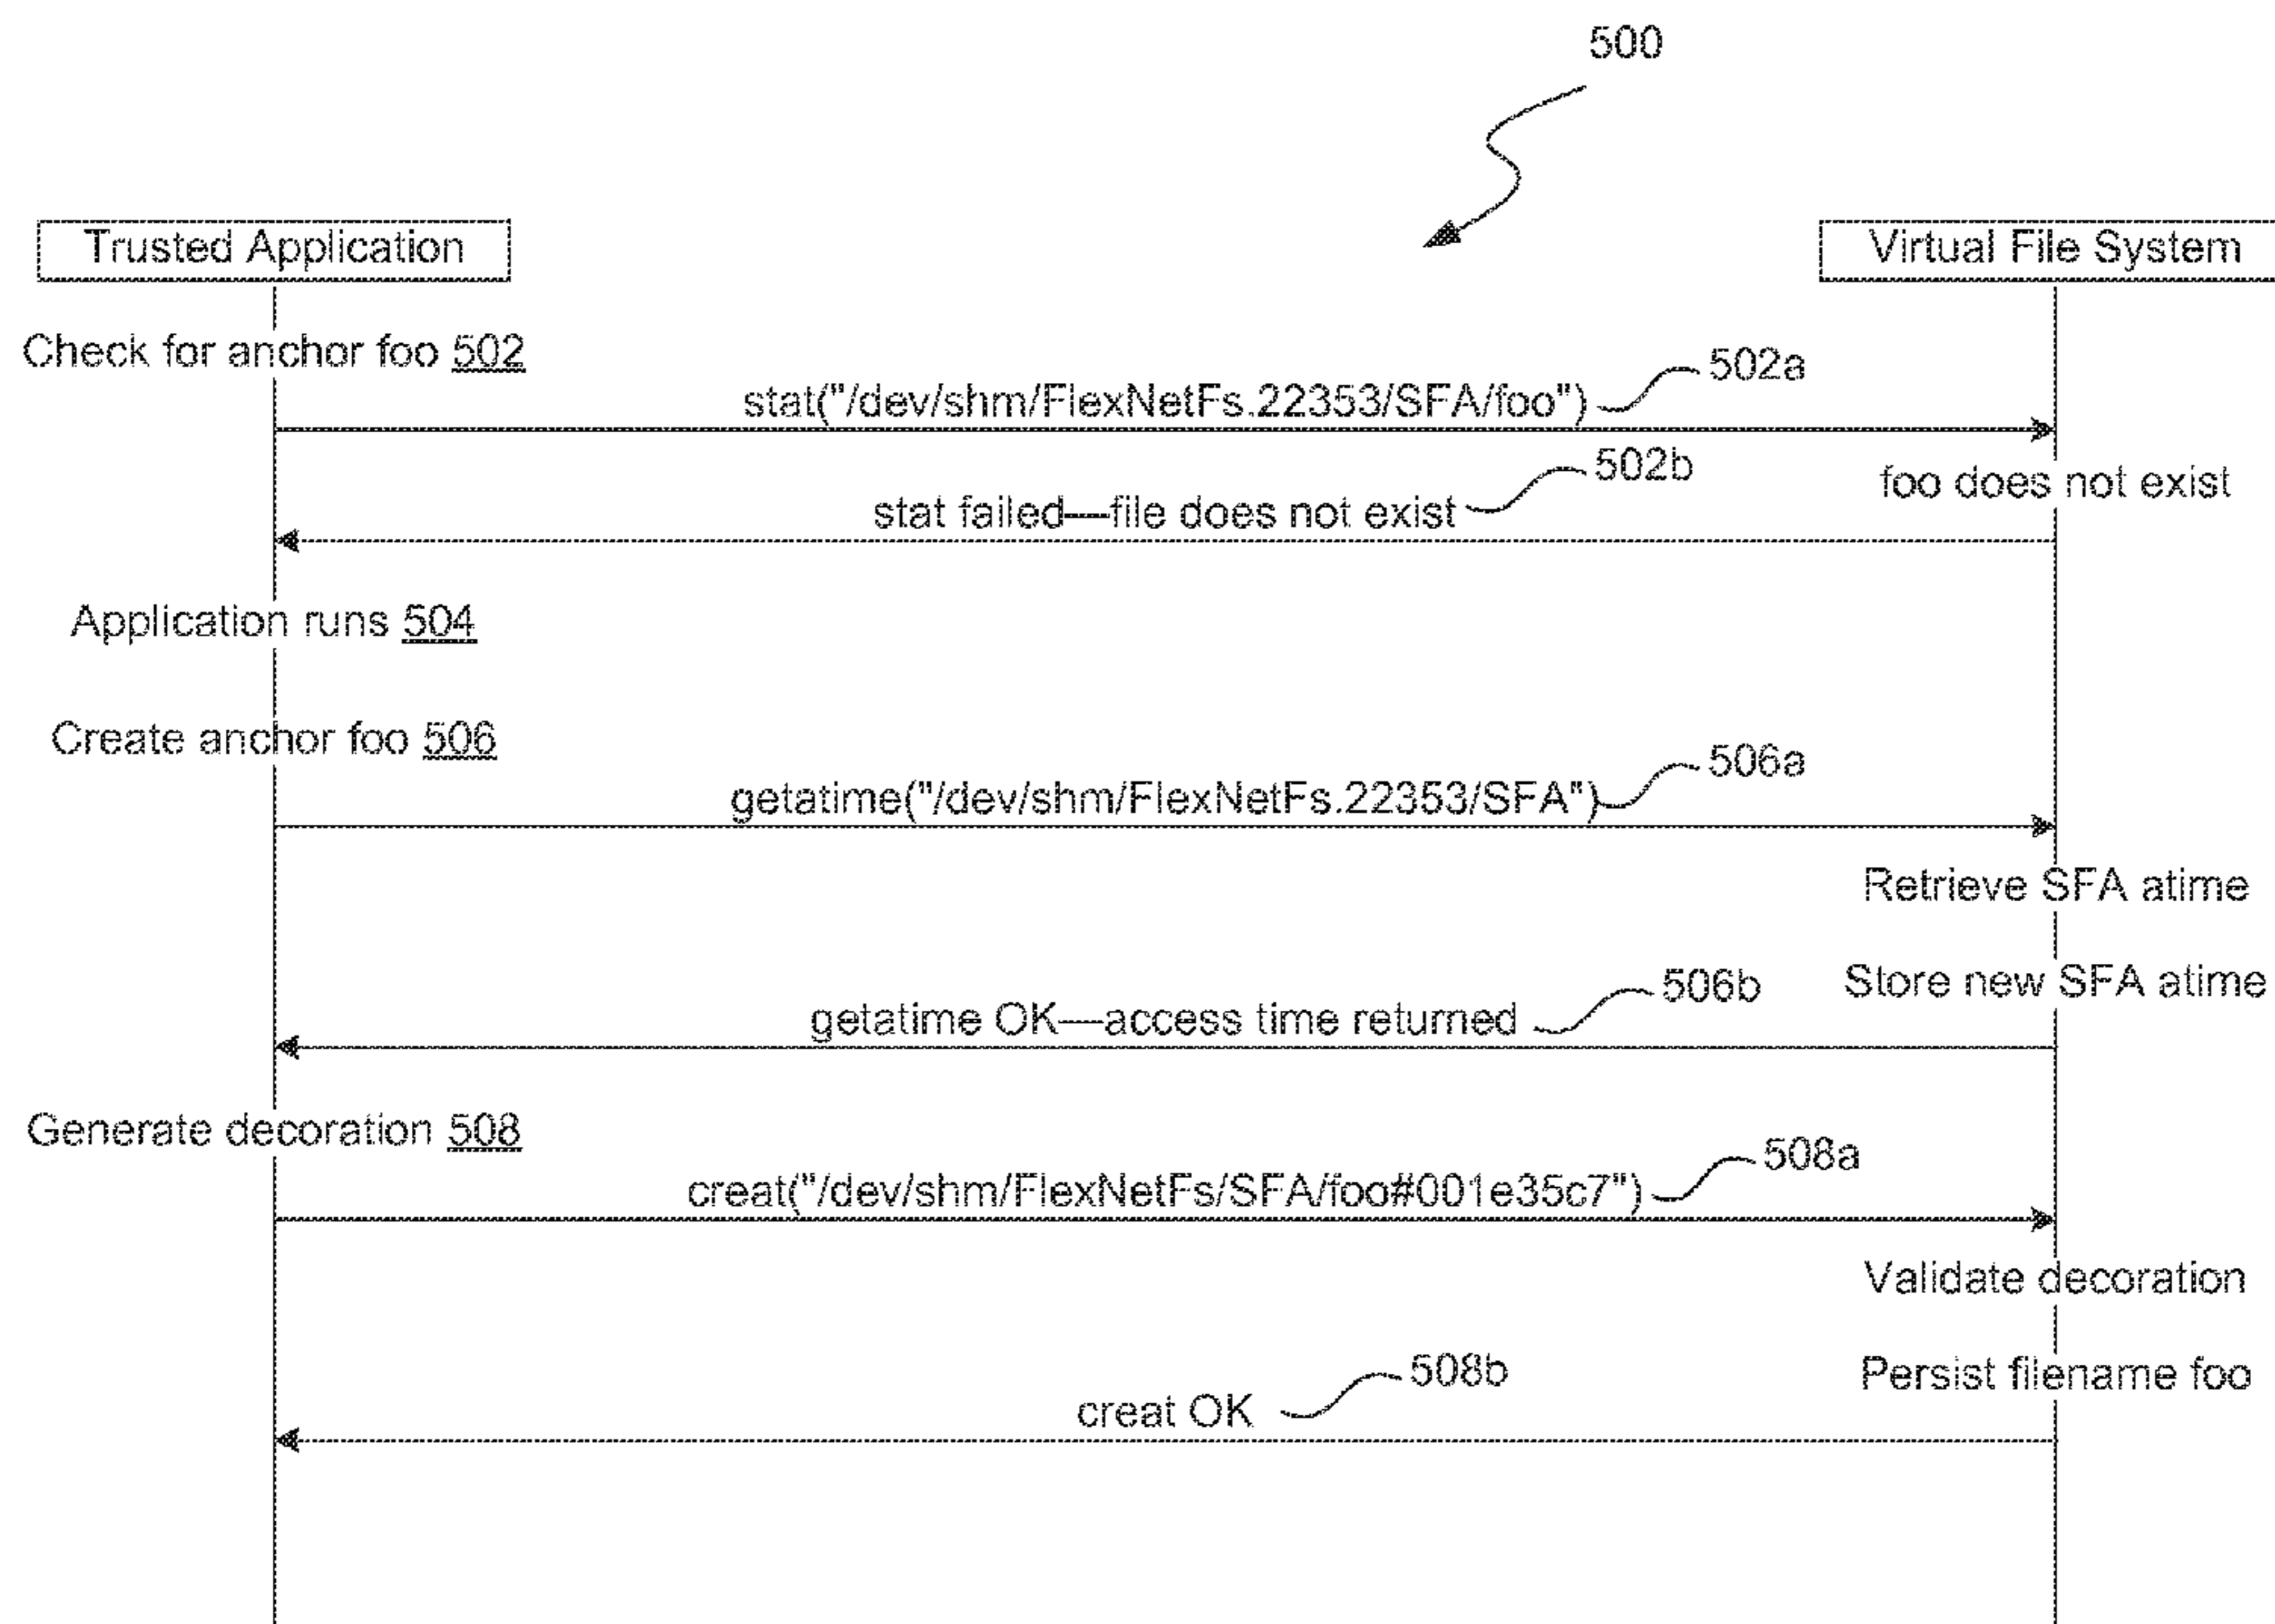 500
Trusted Application
Virtual File System
Check for anchor foo 502
stat("/dev/shm/FlexNetFs.22353/SFA/foo")
502a
502b
foo does not exist
stat failed—file does not exist
Application runs 504
Create anchor foo 506
506a
getatime("/dev/shm/FlexNetFs.22353/SFA")
Retrieve SFA atime
Store new SFA atime
506b
getatime OK—access time returned
Generate decoration 508
508a
creat("/dev/shm/FlexNetFs/SFA/foo#001e35c7")
Validate decoration
508b
Persist filename foo
creat OK